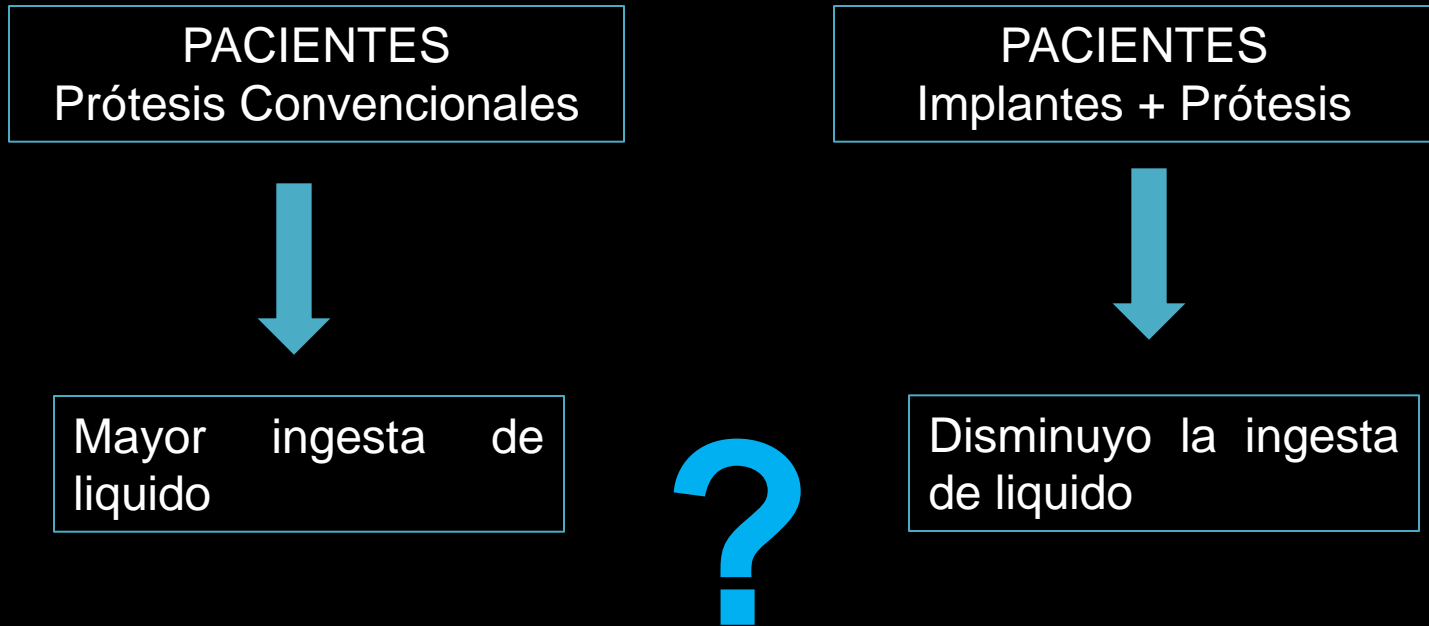 PACIENTES
Prótesis Convencionales
PACIENTES
Implantes + Prótesis
Mayor ingesta de
liquido
?
Disminuyo la ingesta
de liquido